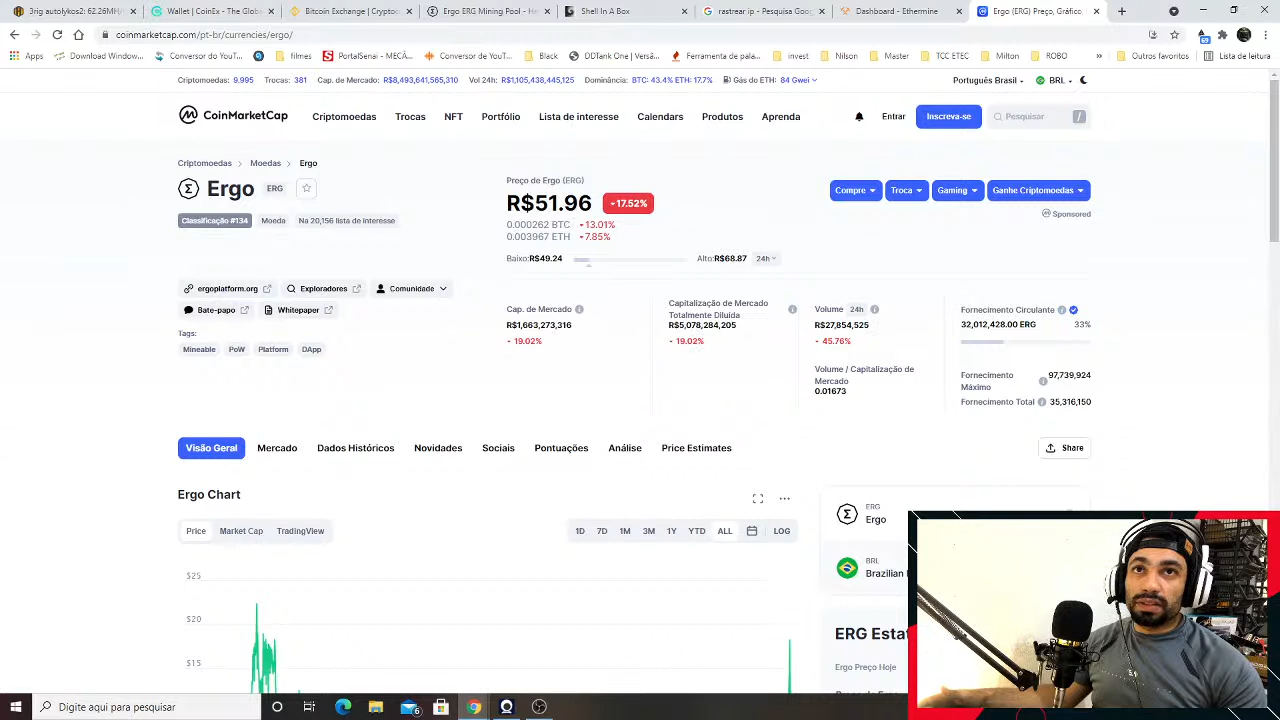 3rig autolykos2: 62.26MH/
Wallet | CoinEx - The Globa
Bitcoin Exchange | Cryptoc
Ergo ERG Mining Pool - He
Shell In A Box
rastrear ip - Pesquisa Goog
Dashboard - Ethermine
Ergo (ERG) Preço, Gráfico,
coinmarketcap.com/pt-br/currencies/ergo/
Apps
Download Window...
Conversor do YouT...
filmes
PortalSenai - MECÂ...
Conversor do YouT...
Black
DDTank One | Versã...
Ferramenta de pala...
invest
Nilson
Master
TCC ETEC
Milton
ROBO
»
Outros favoritos
Lista de leitura
Criptomoedas: 9,995 Trocas: 381 Cap. de Mercado: R$8,493,641,565,310 Vol 24h: R$1,105,438,445,125 Dominância: BTC: 43.4% ETH: 17.7% Gás do ETH: 84 Gwei
Português Brasil
BRL
CoinMarketCap
Criptomoedas Trocas NFT Portfólio Lista de interesse Calendars Produtos Aprenda
Entrar
Inscreva-se
Pesquisar
/
Criptomoedas > Moedas > Ergo
Ergo ERG
Classificação #134
Moeda
Na 20,156 lista de interesse
Preço de Ergo (ERG)
R$51.96 17.52%
0.000262 BTC 13.01%
0.003967 ETH 7.85%
Baixo:R$49.24
Alto:R$68.87
24h
Compre
Troca
Gaming
Ganhe Criptomoedas
Sponsored
ergoplatform.org
Exploradores
Comunidade
Bate-papo
Whitepaper
Tags:
Mineable PoW Platform DApp
Cap. de Mercado
R$1,663,273,316
19.02%
Capitalização de Mercado
Totalmente Diluída
R$5,078,284,205
19.02%
Volume 24h
R$27,854,525
45.76%
Volume / Capitalização de
Mercado
0.01673
Fornecimento Circulante
32,012,428.00 ERG 33%
Fornecimento
Máximo
97,739,924
Fornecimento Total 35,316,150
Visão Geral
Mercado
Dados Históricos
Novidades
Sociais
Pontuações
Análise
Price Estimates
Share
Ergo Chart
Price Market Cap TradingView
1D 7D 1M 3M 1Y YTD ALL LOG
$25
$20
$15
ERG
Ergo
BRL
Brazilian
ERG Esta
Ergo Preço Hoje
Digite aqui para pesquisar
6